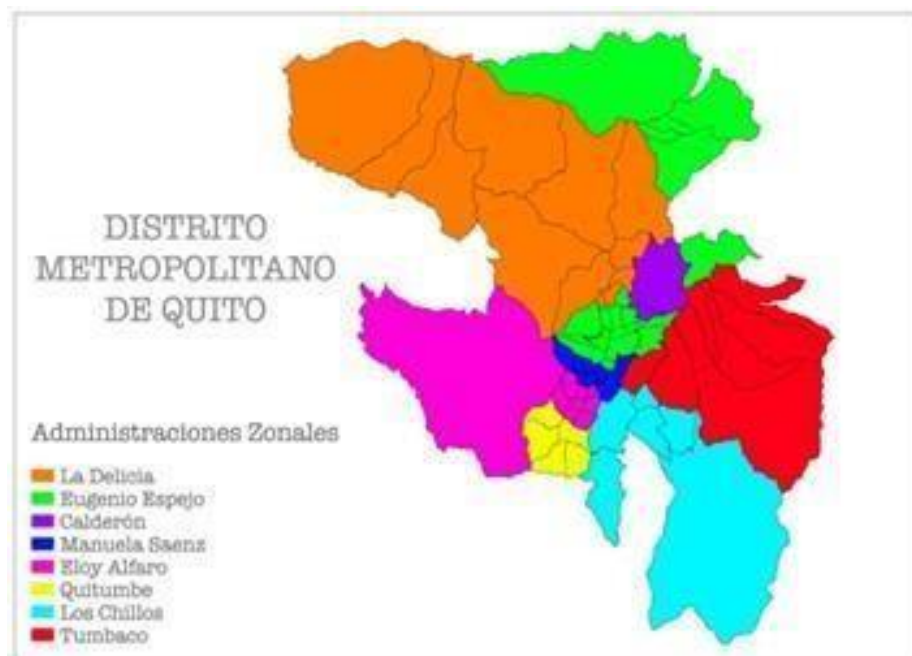 DISTRITO
METROPOLITANO
DE QUITO
Administraciones Zonales
La Delicia
Eugenio Espejo
Calderón
Manuela Saenz
Eloy Alfaro
Quitumbe
Los Chillos
Tumbaco